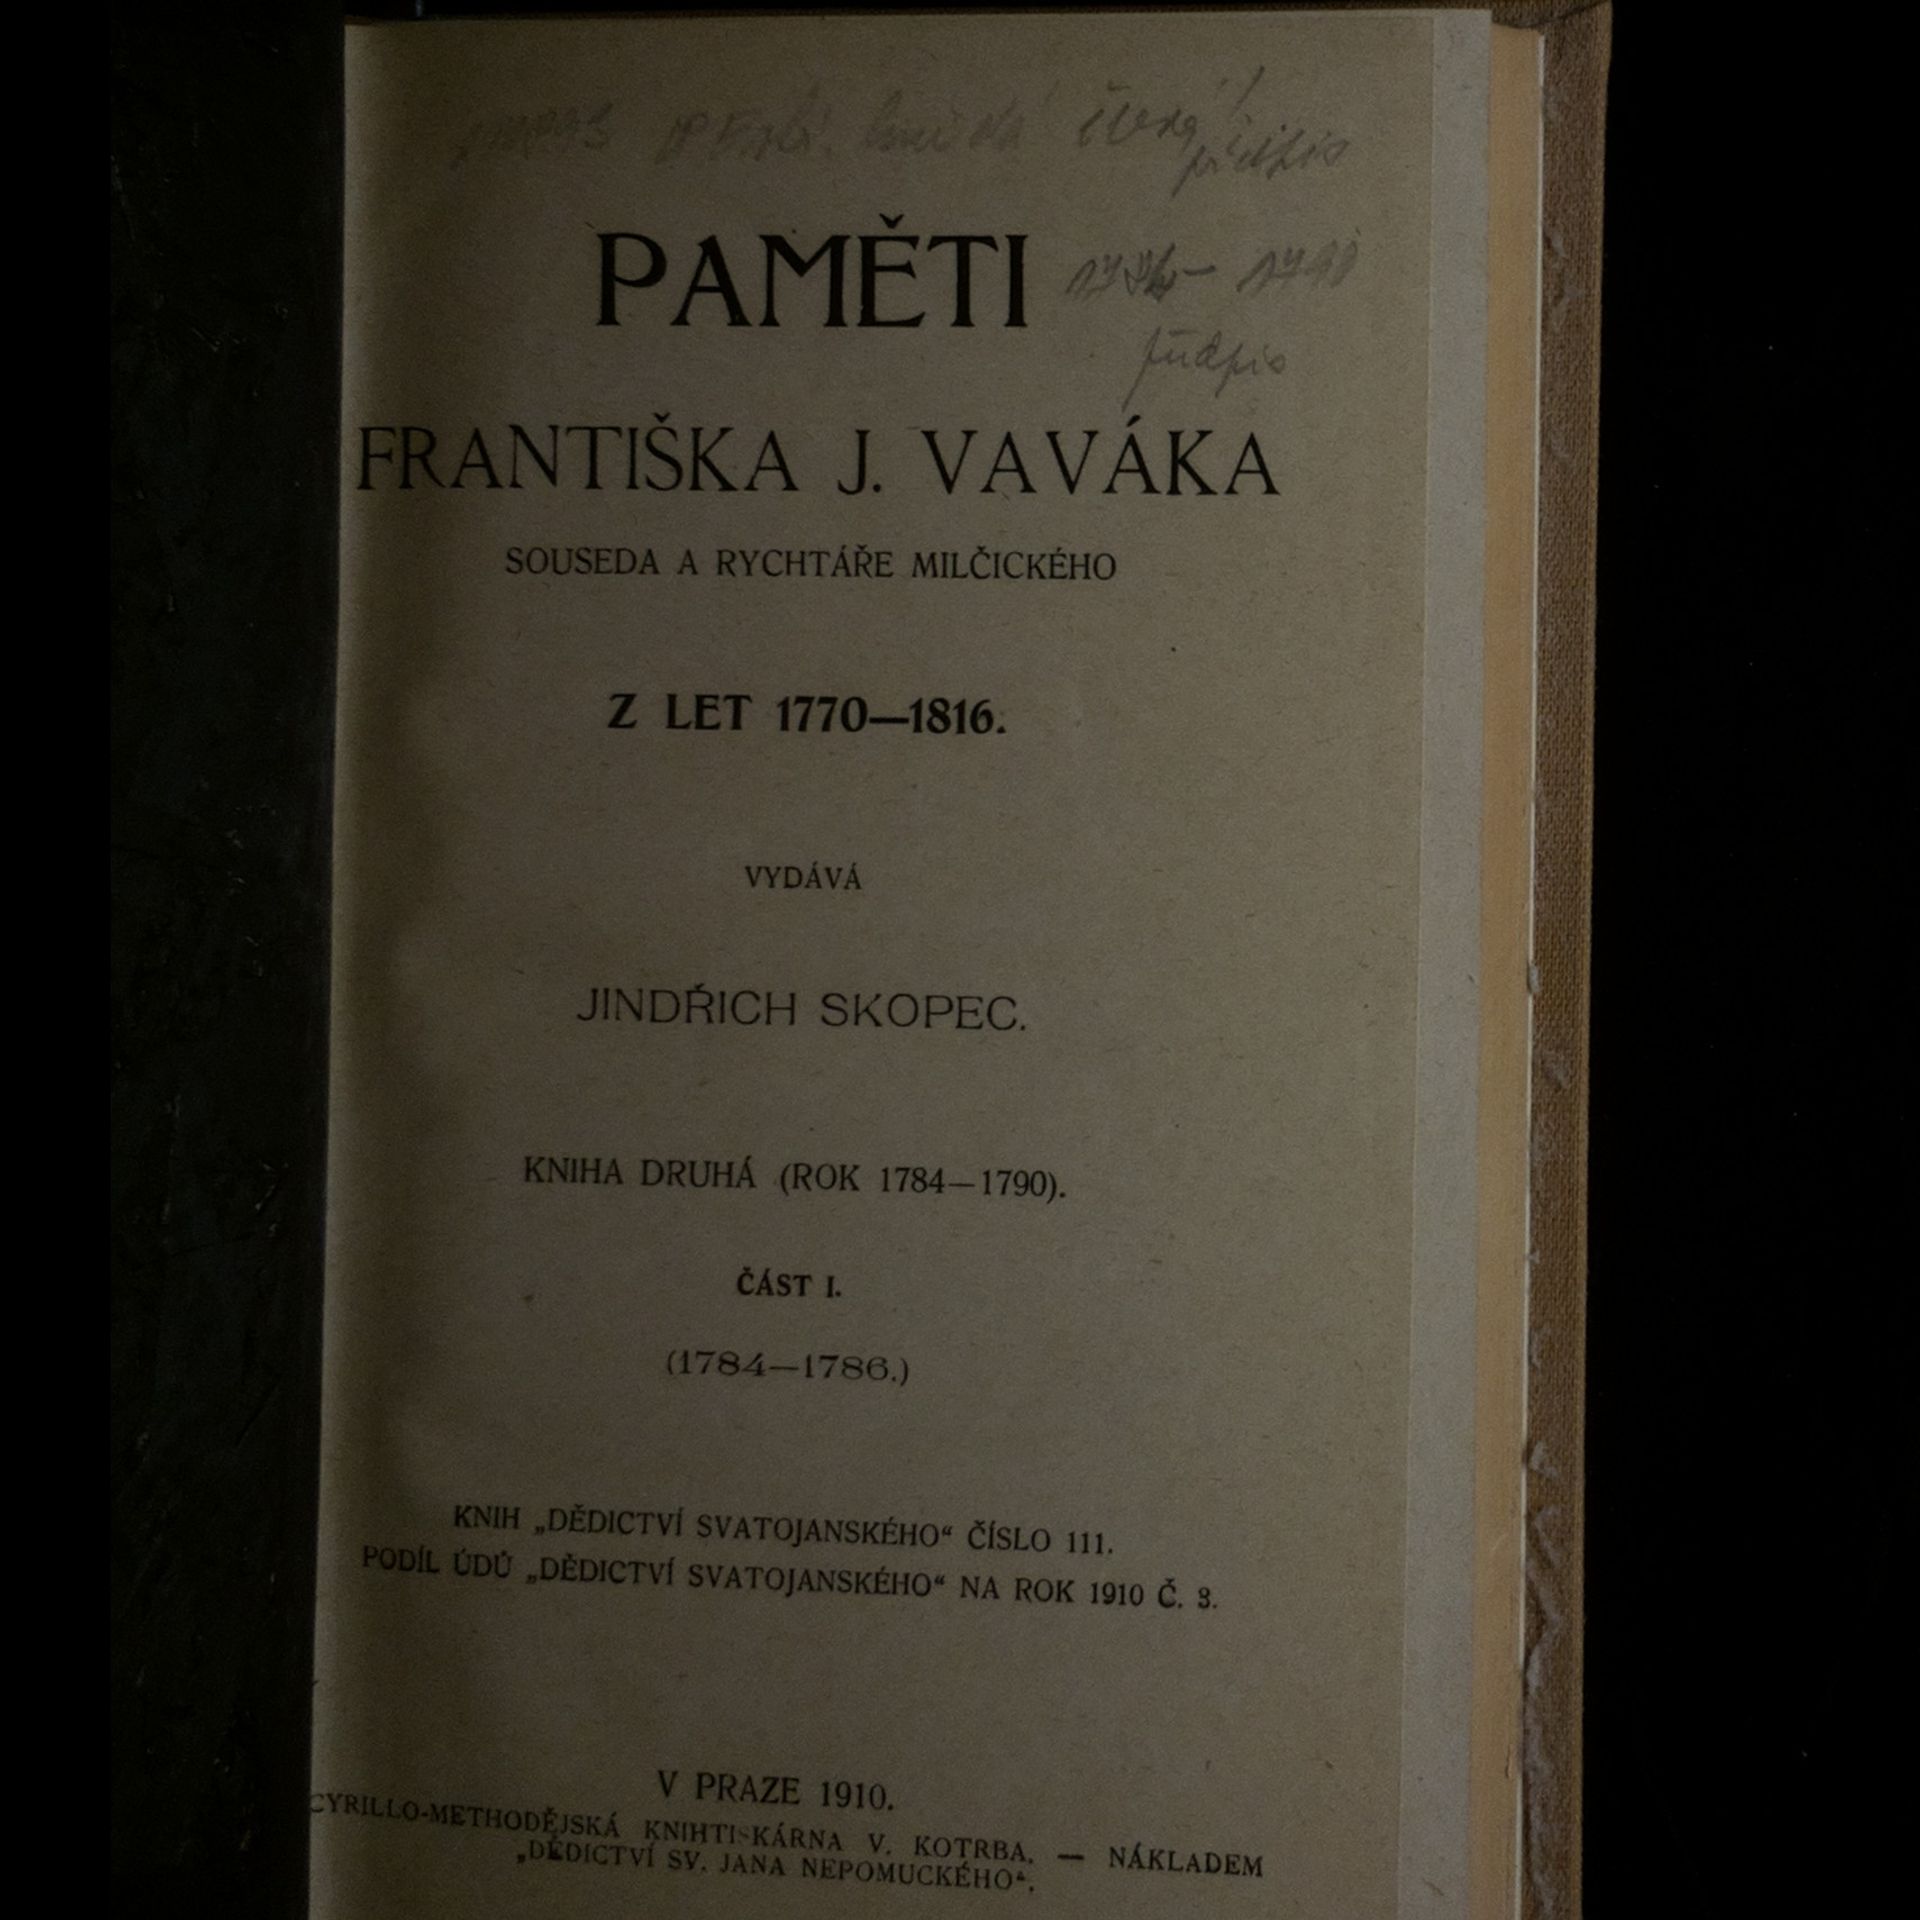 PAMĚTI
FRANTIŠKA J. VAVÁKA
SOUSEDA A RYCHTÁŘE MILČICKÉHO
Z LET 1770—1816.
VYDÁVÁ
JINDŘICH SKOPEC.
KNIHA DRUHÁ (ROK 1784—1790).
ČÁST I.
(1784—1786.)
KNIH „DĚDICTVÍ SVATOJANSKÉHO“ ČÍSLO 111.
PODÍL ÚDŮ „DĚDICTVÍ SVATOJANSKÉHO“ NA ROK 1910 Č. 3.
V PRAZE 1910.
CYRILLO-METHODĚJSKÁ KNIHTISKÁRNA V. KOTRBA. — NÁKLADEM
„DĚDICTVÍ SV. JANA NEPOMUCKÉHO“.